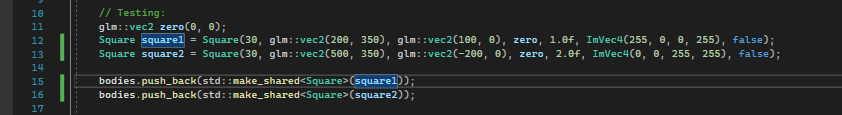 10 // Testing:
11 glm::vec2 zero(0, 0);
12 Square square1 = Square(30, glm::vec2(200, 350), glm::vec2(100, 0), zero, 1.0f, ImVec4(255, 0, 0, 255), false);
13 Square square2 = Square(30, glm::vec2(500, 350), glm::vec2(-200, 0), zero, 2.0f, ImVec4(0, 0, 255, 255), false);
14
15 bodies.push_back(std::make_shared<Square>(square1));
16 bodies.push_back(std::make_shared<Square>(square2));
17